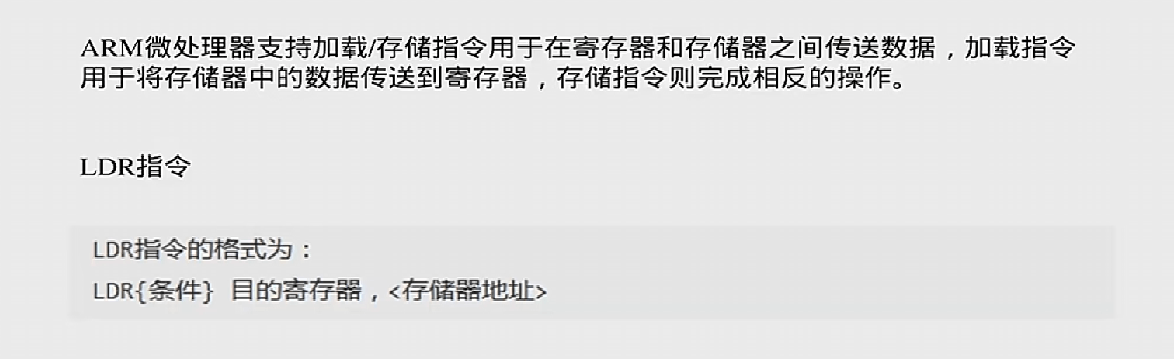 ARM微处理器支持加载/存储指令用于在寄存器和存储器之间传送数据，加载指令
用于将存储器中的数据传送到寄存器，存储指令则完成相反的操作。
LDR指令
LDR指令的格式为：
LDR{条件} 目的寄存器，<存储器地址>